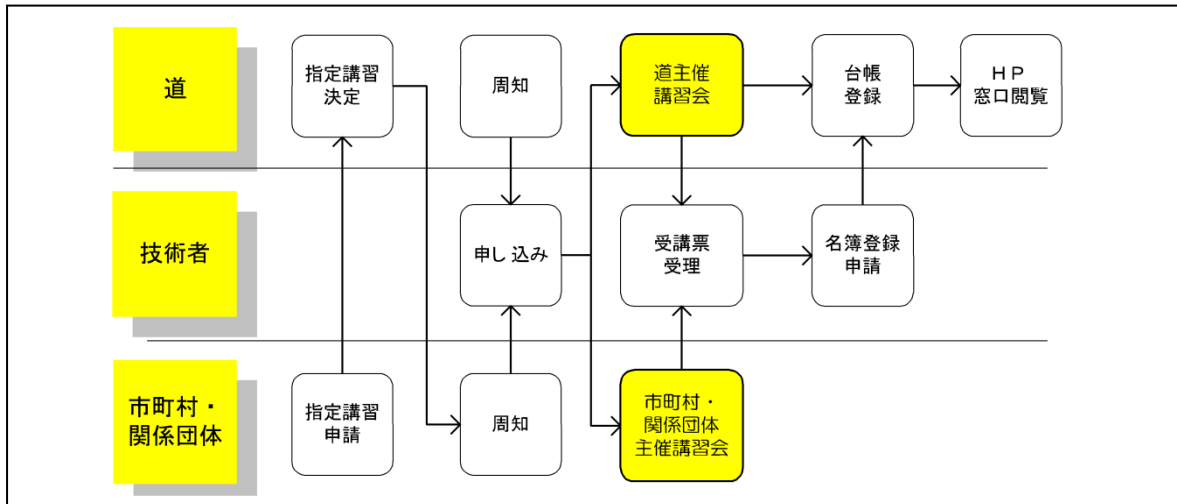 道
指定講習
決定
周知
道主催
講習会
台帳
登録
ＨＰ
窓口閲覧
技術者
申し込み
受講票
受理
名簿登録
申請
市町村・
関係団体
指定講習
申請
周知
市町村・
関係団体
主催講習会